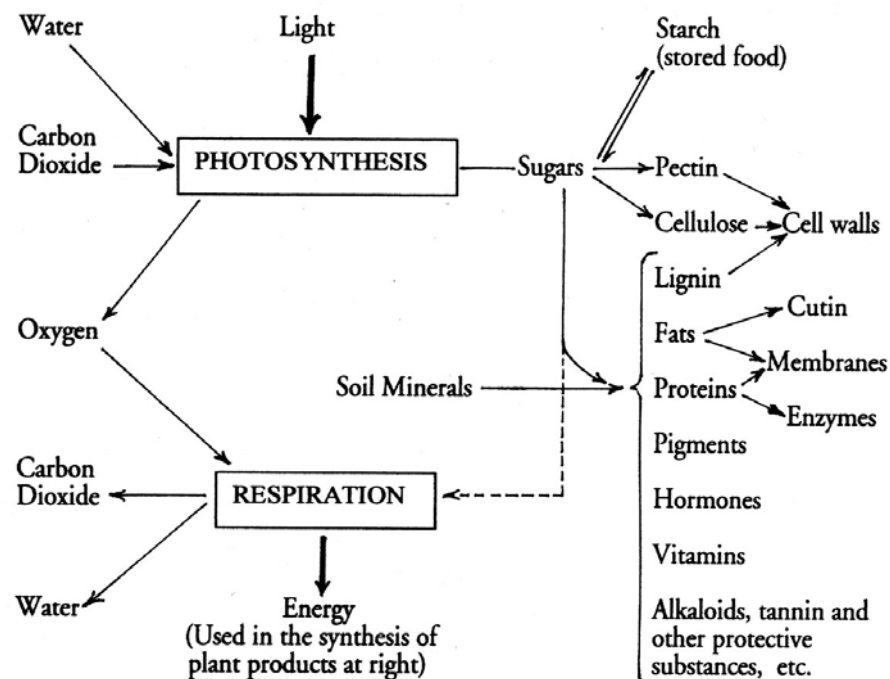 Water
Light
Starch
(stored food)
Carbon
Dioxide
PHOTOSYNTHESIS
Sugars
Pectin
Cellulose
Cell walls
Lignin
Cutin
Oxygen
Fats
Membranes
Soil Minerals
Proteins
Enzymes
Pigments
Carbon
Dioxide
RESPIRATION
Hormones
Vitamins
Water
Energy
(Used in the synthesis of
plant products at right)
Alkaloids, tannin and
other protective
substances, etc.